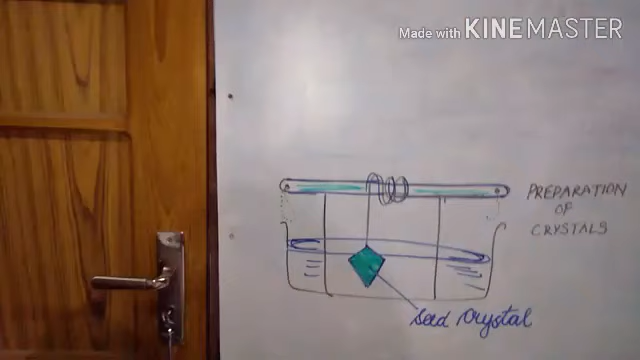 Made with KINEMASTER
PREPARATION
OF
CRYSTALS
Seed Crystal